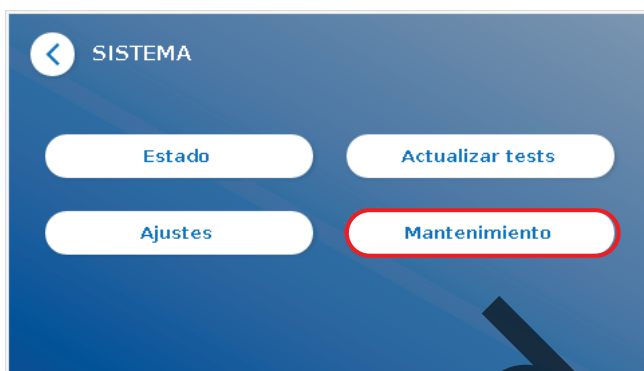 SISTEMA
Estado
Actualizar tests
Ajustes
Mantenimiento